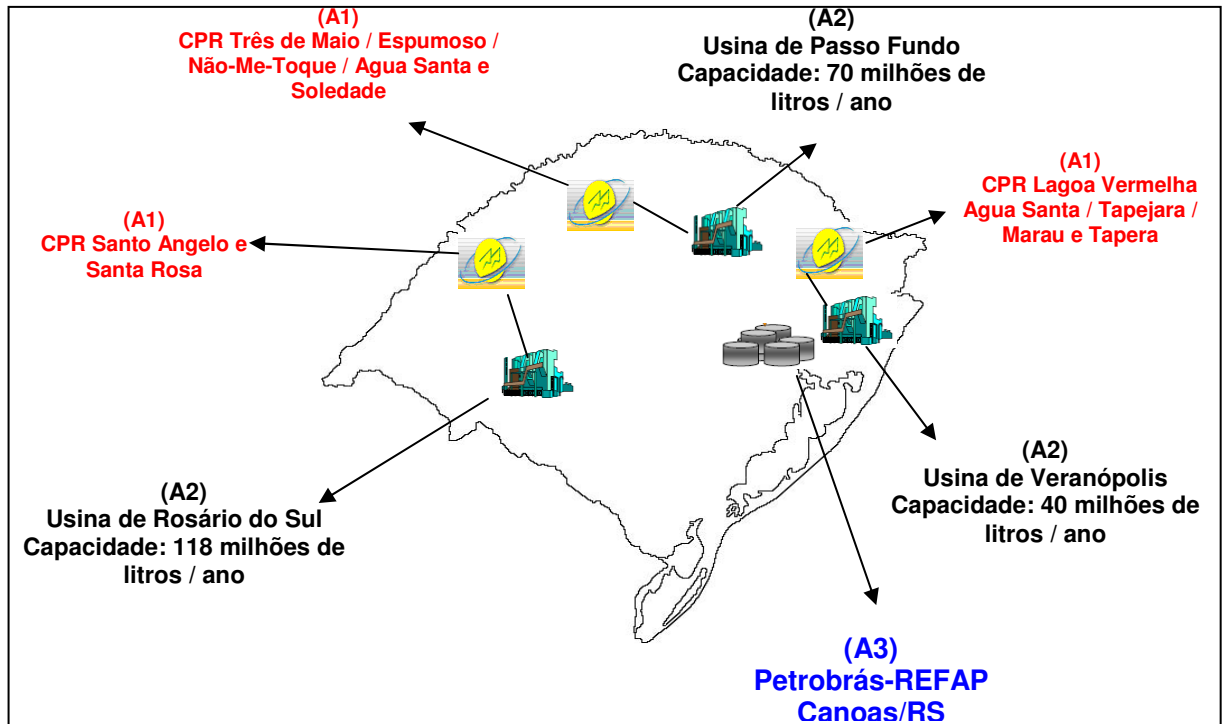 (A1)
CPR Três de Maio / Espumoso /
Não-Me-Toque / Agua Santa e
Soledade
(A2)
Usina de Passo Fundo
Capacidade: 70 milhões de
litros / ano
(A1)
CPR Lagoa Vermelha
Agua Santa / Tapejara /
Marau e Tapera
(A1)
CPR Santo Angelo e
Santa Rosa
(A2)
Usina de Rosário do Sul
Capacidade: 118 milhões de
litros / ano
(A2)
Usina de Veranópolis
Capacidade: 40 milhões de
litros / ano
(A3)
Petrobrás-REFAP
Canoas/RS